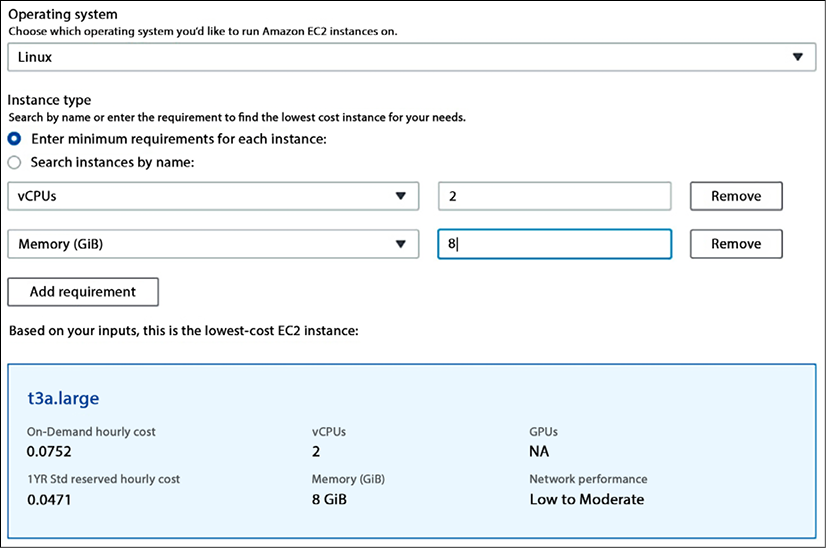 Operating system
Choose which operating system you'd like to run Amazon EC2 instances on.
Linux
Instance type
Search by name or enter the requirement to find the lowest cost instance for your needs.
Enter minimum requirements for each instance:
Search instances by name:
vCPUs 2 Remove
Memory (GiB) 8 Remove
Add requirement
Based on your inputs, this is the lowest-cost EC2 instance:
t3a.large
On-Demand hourly cost vCPUs GPUs
0.0752 2 NA
1YR Std reserved hourly cost Memory (GiB) Network performance
0.0471 8 GiB Low to Moderate